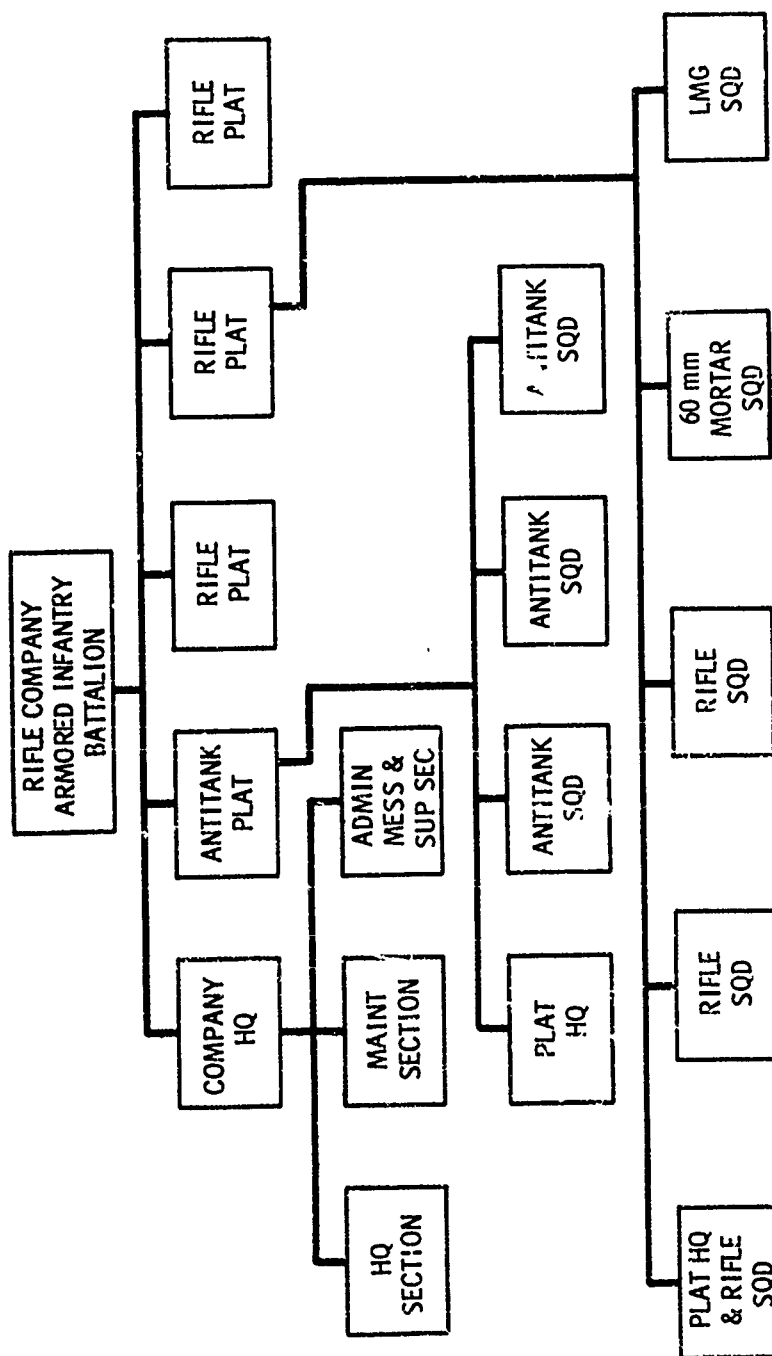 RIFLE COMPANY
ARMORED INFANTRY
BATTALION
COMPANY
HQ
ANTITANK
PLAT
RIFLE
PLAT
RIFLE
PLAT
RIFLE
PLAT
HQ
SECTION
MAINT
SECTION
ADMIN
MESS &
SUP SEC
PLAT
HQ
ANTITANK
SQD
ANTITANK
SQD
ANTITANK
SQD
PLAT HQ
& RIFLE
SQD
RIFLE
SQD
RIFLE
SQD
60 mm
MORTAR
SQD
LMG
SQD